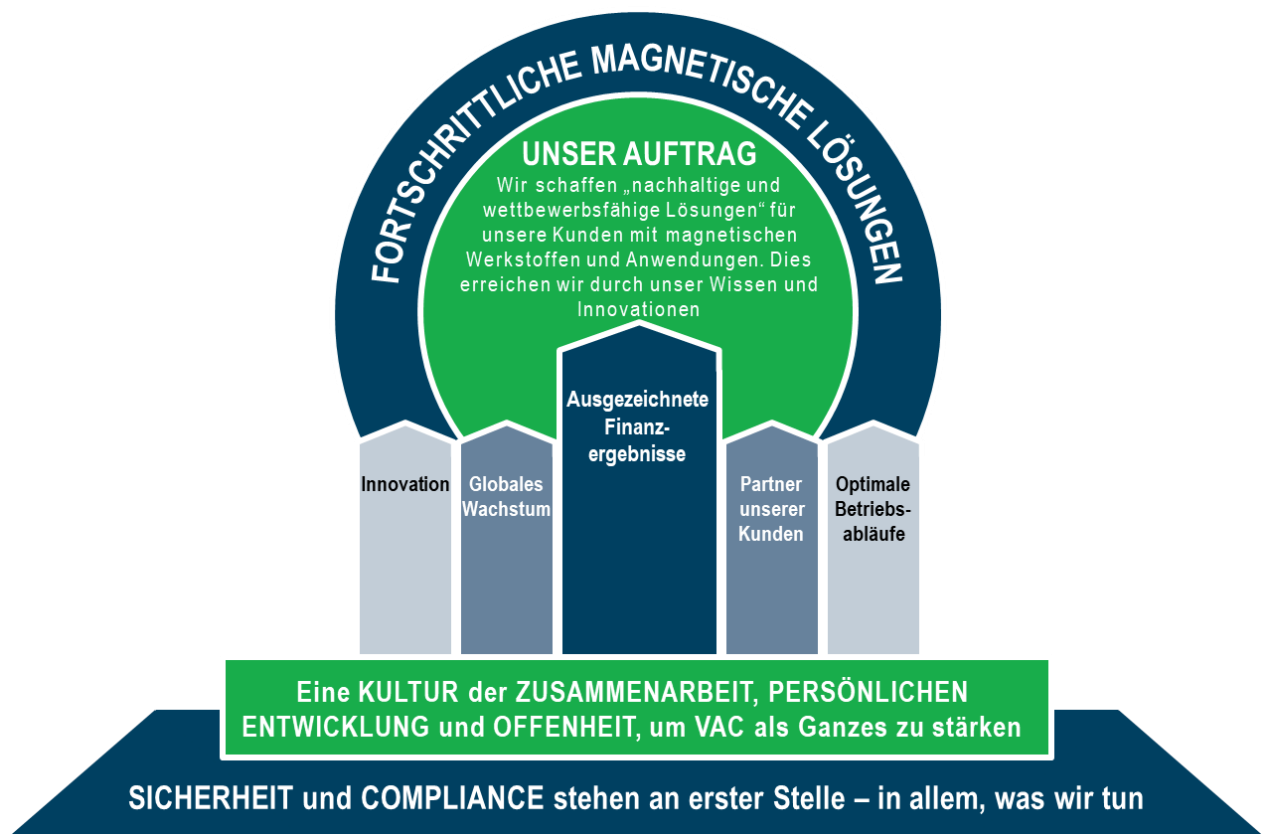 FORTSCHRITTLICHE MAGNETISCHE LÖSUNGEN
UNSER AUFTRAG
Wir schaffen „nachhaltige und
wettbewerbsfähige Lösungen“ für
unsere Kunden mit magnetischen
Werkstoffen und Anwendungen. Dies
erreichen wir durch unser Wissen und
Innovationen
Innovation
Globales
Wachstum
Ausgezeichnete
Finanz-
ergebnisse
Partner
unserer
Kunden
Optimale
Betriebs-
abläufe
Eine KULTUR der ZUSAMMENARBEIT, PERSÖNLICHEN
ENTWICKLUNG und OFFENHEIT, um VAC als Ganzes zu stärken
SICHERHEIT und COMPLIANCE stehen an erster Stelle – in allem, was wir tun